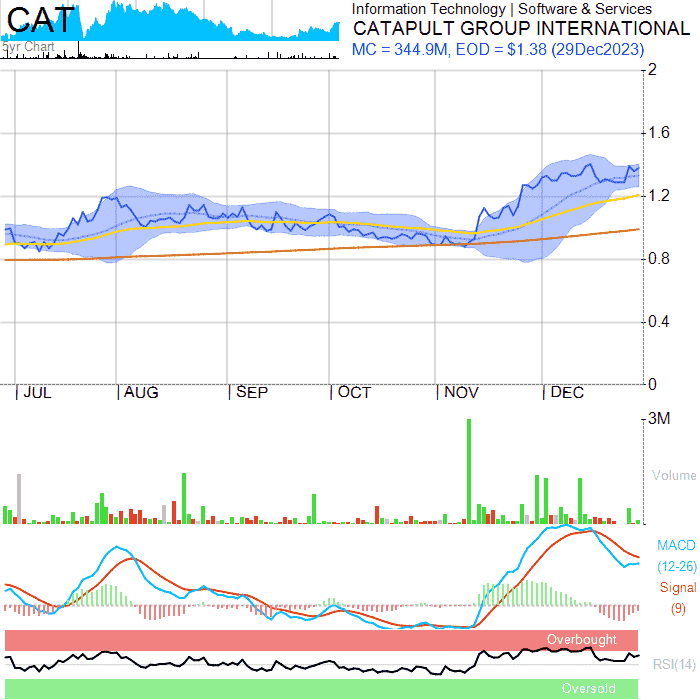 CAT
5yr Chart
Information Technology | Software & Services
CATAPULT GROUP INTERNATIONAL
MC = 344.9M, EOD = $1.38 (29Dec2023)
2
1.6
1.2
0.8
0.4
0
JUL AUG SEP OCT NOV DEC
3M
Volume
MACD
(12-26)
Signal
(9)
Overbought
RSI(14)
Oversold